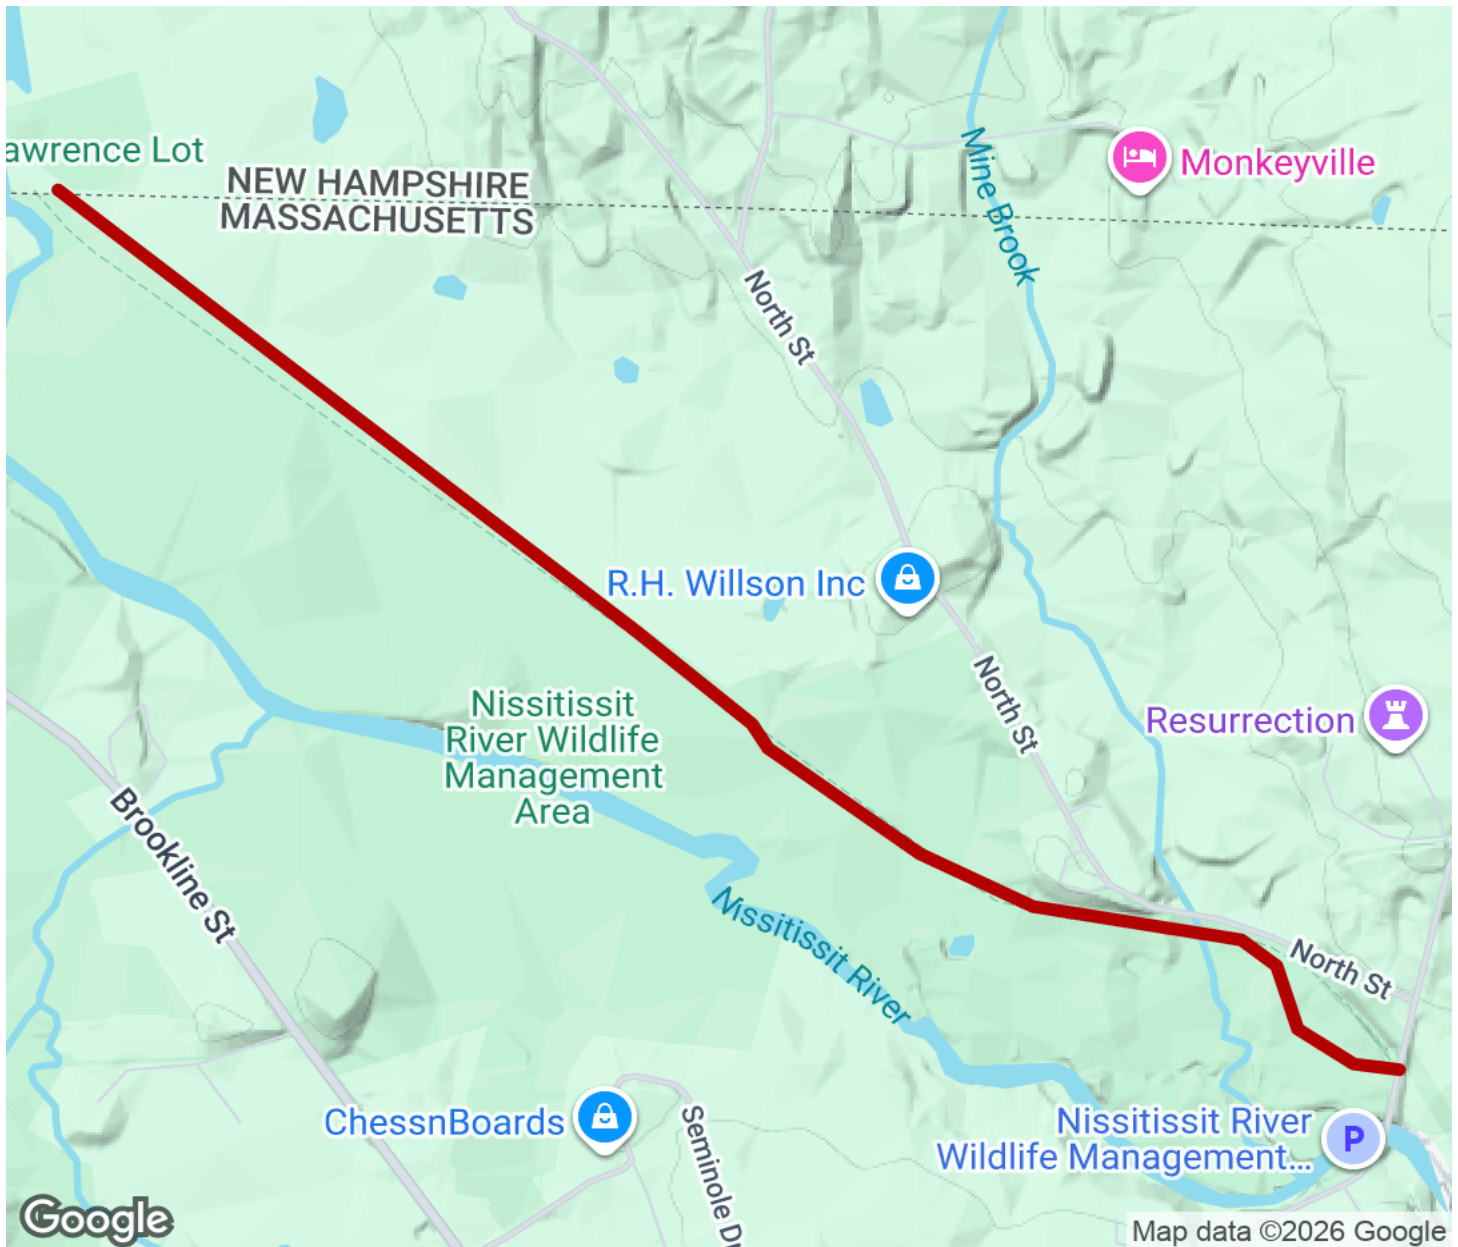 awrence Lot
NEW HAMPSHIRE
MASSACHUSETTS
Mine Brook
Monkeyville
North St
R.H. Willson Inc
North St
Resurrection
Nissitissit
River Wildlife
Management
Area
Brookline St
Nissitissit River
North St
ChessnBoards
Seminole Dr
Nissitissit River
Wildlife Management...
P
Google
Map data ©2026 Google